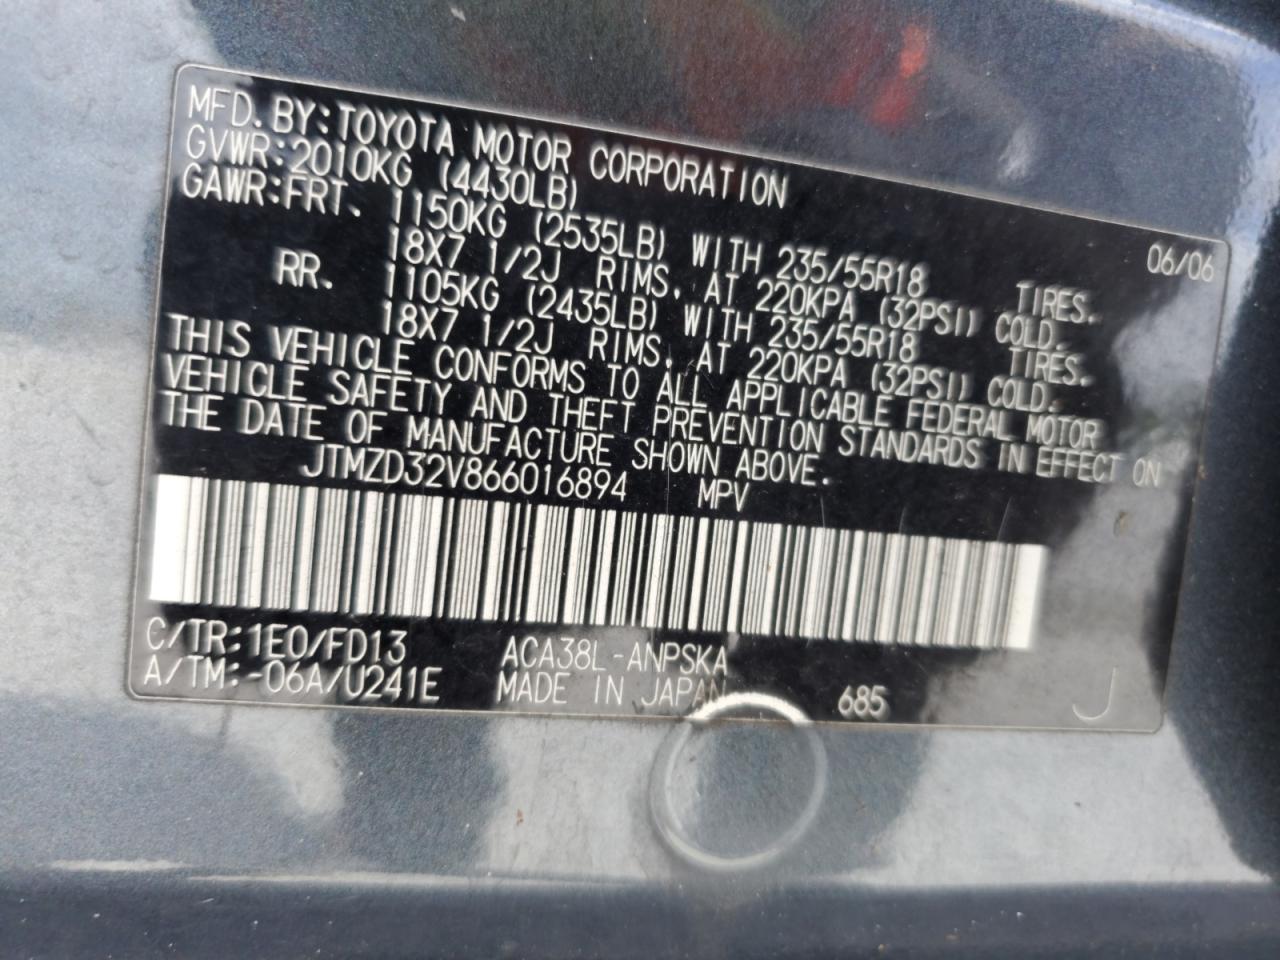 MFD. BY: TOYOTA MOTOR CORPORATION 06/06
GVWR: 2010KG (4430LB)
GAWR: FRT. 1150KG (2535LB) WITH 235/55R18 TIRES.
18X7 1/2J RIMS, AT 220KPA (32PSI) COLD.
RR. 1105KG (2435LB) WITH 235/55R18 TIRES.
18X7 1/2J RIMS, AT 220KPA (32PSI) COLD.
THIS VEHICLE CONFORMS TO ALL APPLICABLE FEDERAL MOTOR
VEHICLE SAFETY AND THEFT PREVENTION STANDARDS IN EFFECT ON
THE DATE OF MANUFACTURE SHOWN ABOVE.
JTMZD32V866016894 MPV
C/TR: 1E0/FD13 ACA38L-ANPSKA
A/TM: -06A/U241E MADE IN JAPAN 685 J